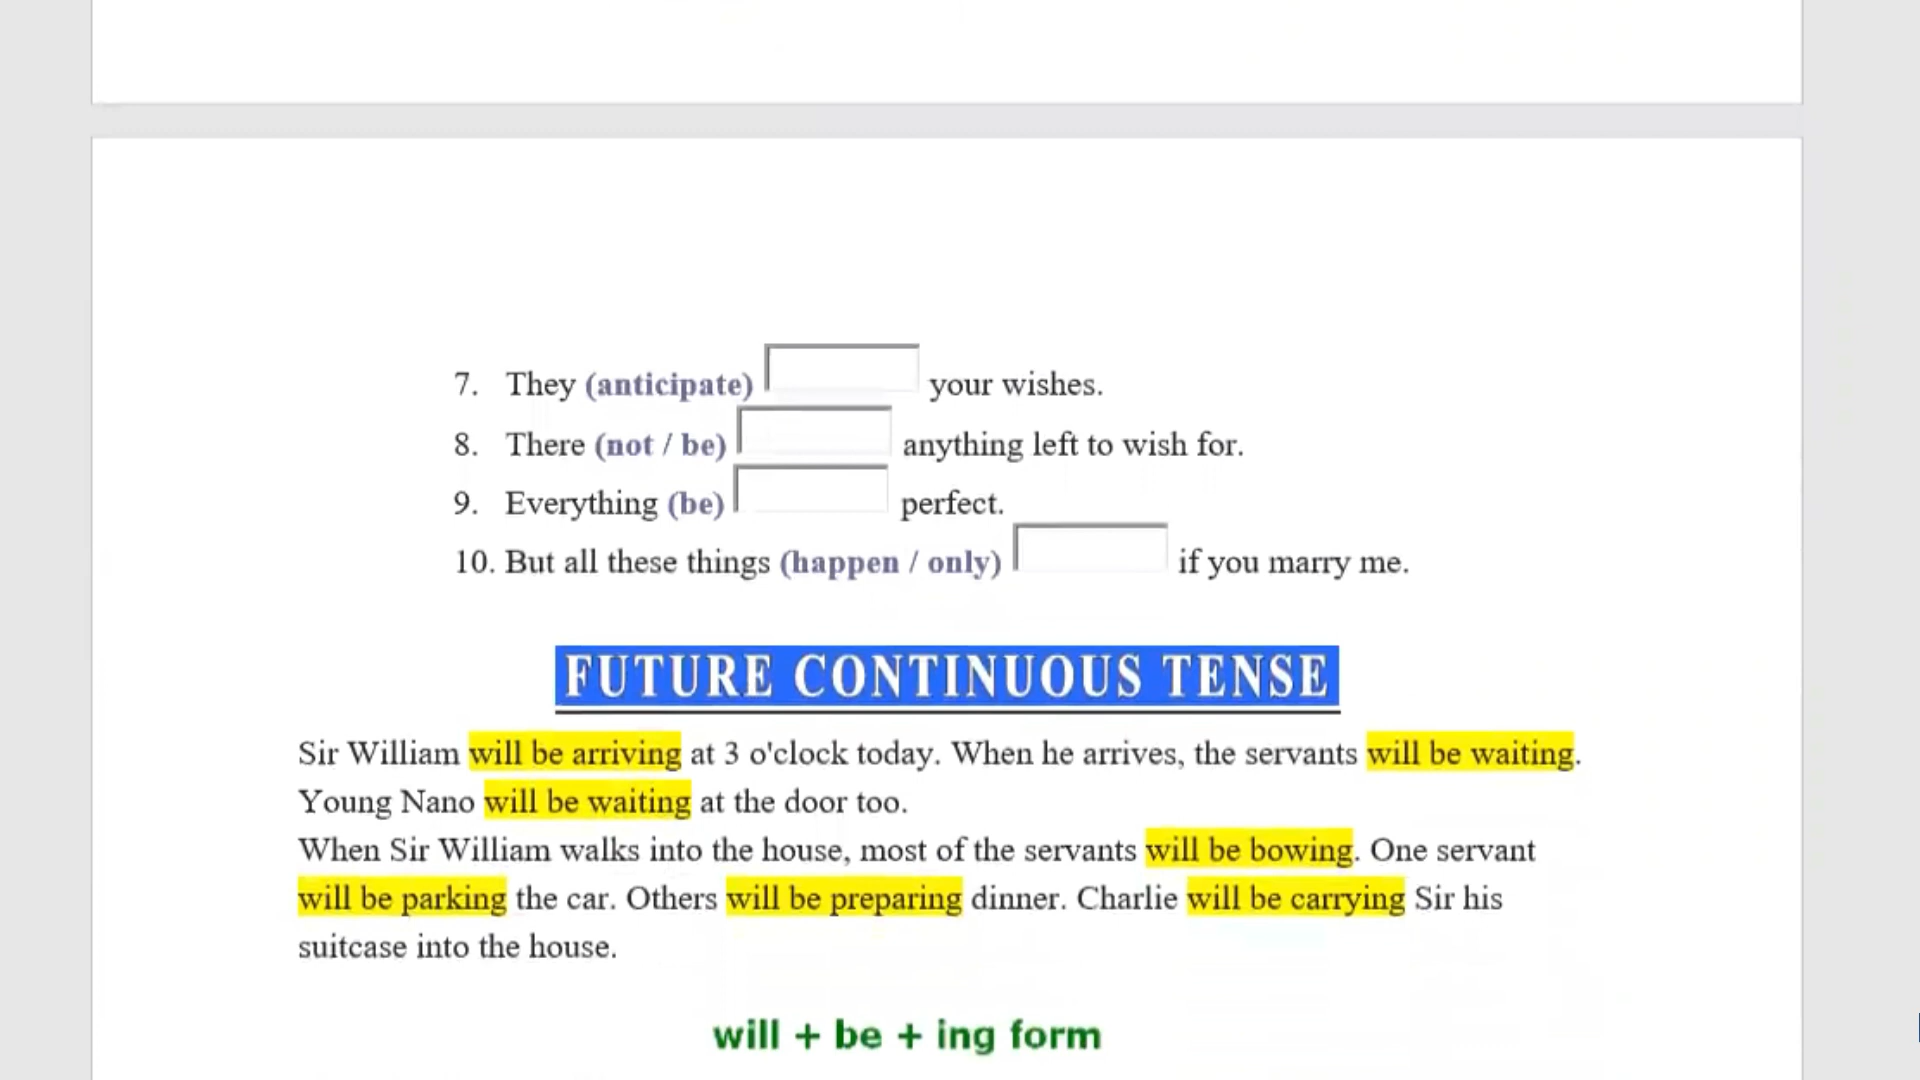 7. They (anticipate) your wishes.
8. There (not / be) anything left to wish for.
9. Everything (be) perfect.
10. But all these things (happen / only) if you marry me.
FUTURE CONTINUOUS TENSE
Sir William will be arriving at 3 o'clock today. When he arrives, the servants will be waiting.
Young Nano will be waiting at the door too.
When Sir William walks into the house, most of the servants will be bowing. One servant
will be parking the car. Others will be preparing dinner. Charlie will be carrying Sir his
suitcase into the house.
will + be + ing form